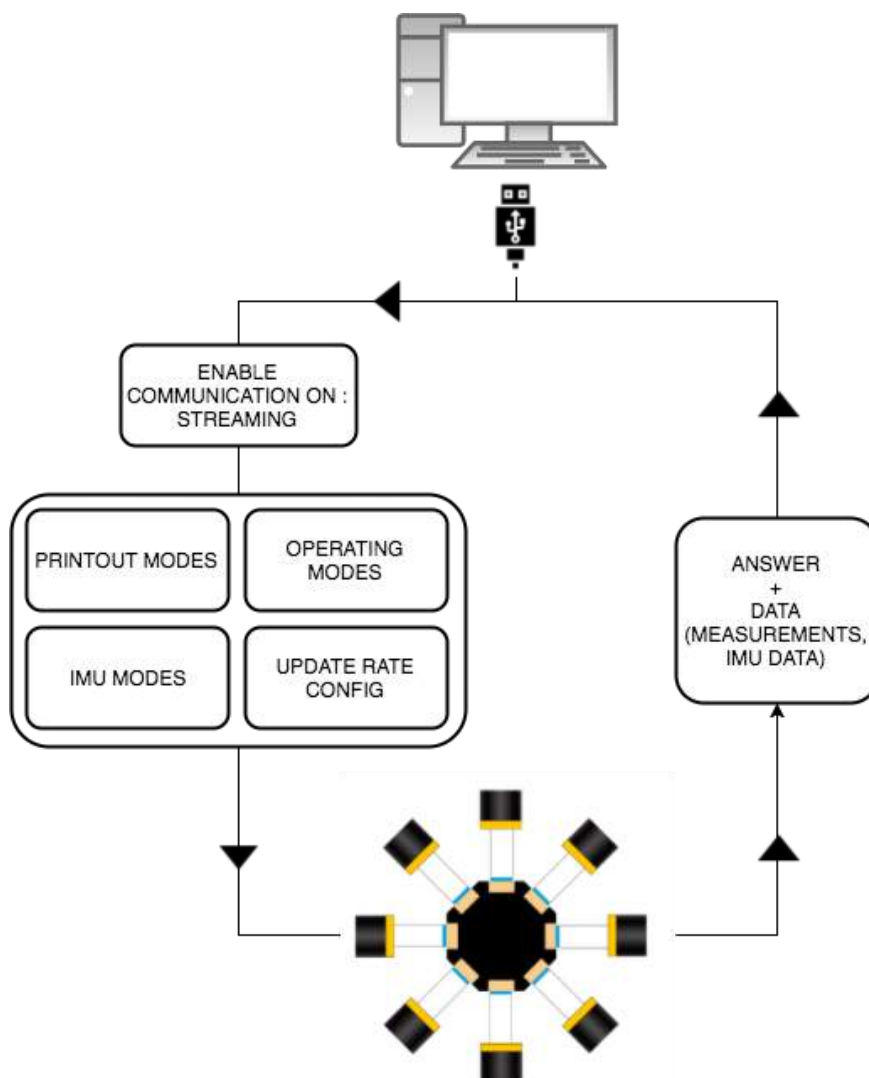 ENABLE
COMMUNICATION ON :
STREAMING
PRINTOUT MODES
OPERATING
MODES
IMU MODES
UPDATE RATE
CONFIG
ANSWER
+
DATA
(MEASUREMENTS,
IMU DATA)